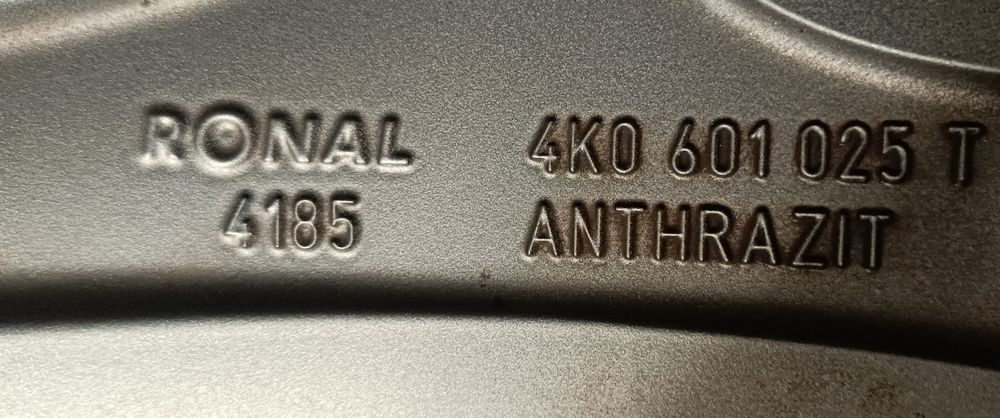 RONAL
4185
4K0 601 025 T
ANTHRAZIT